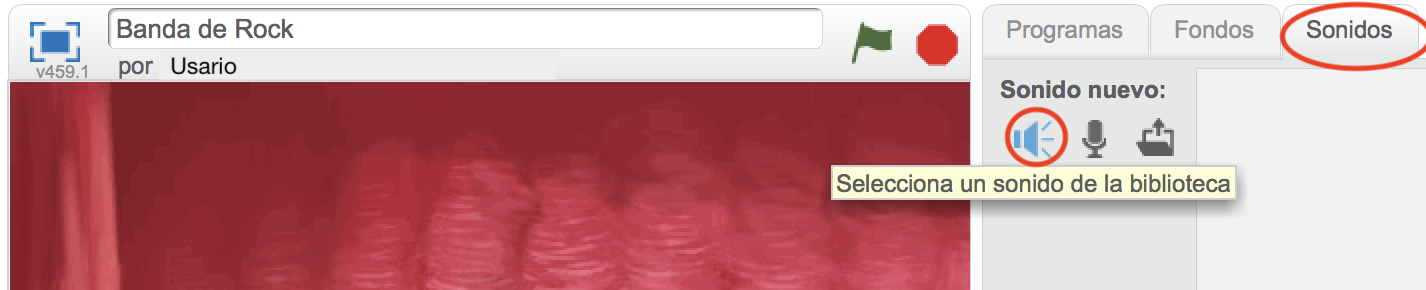 Banda de Rock
v459.1
por Usario
Programas
Fondos
Sonidos
Sonido nuevo:
Selecciona un sonido de la biblioteca